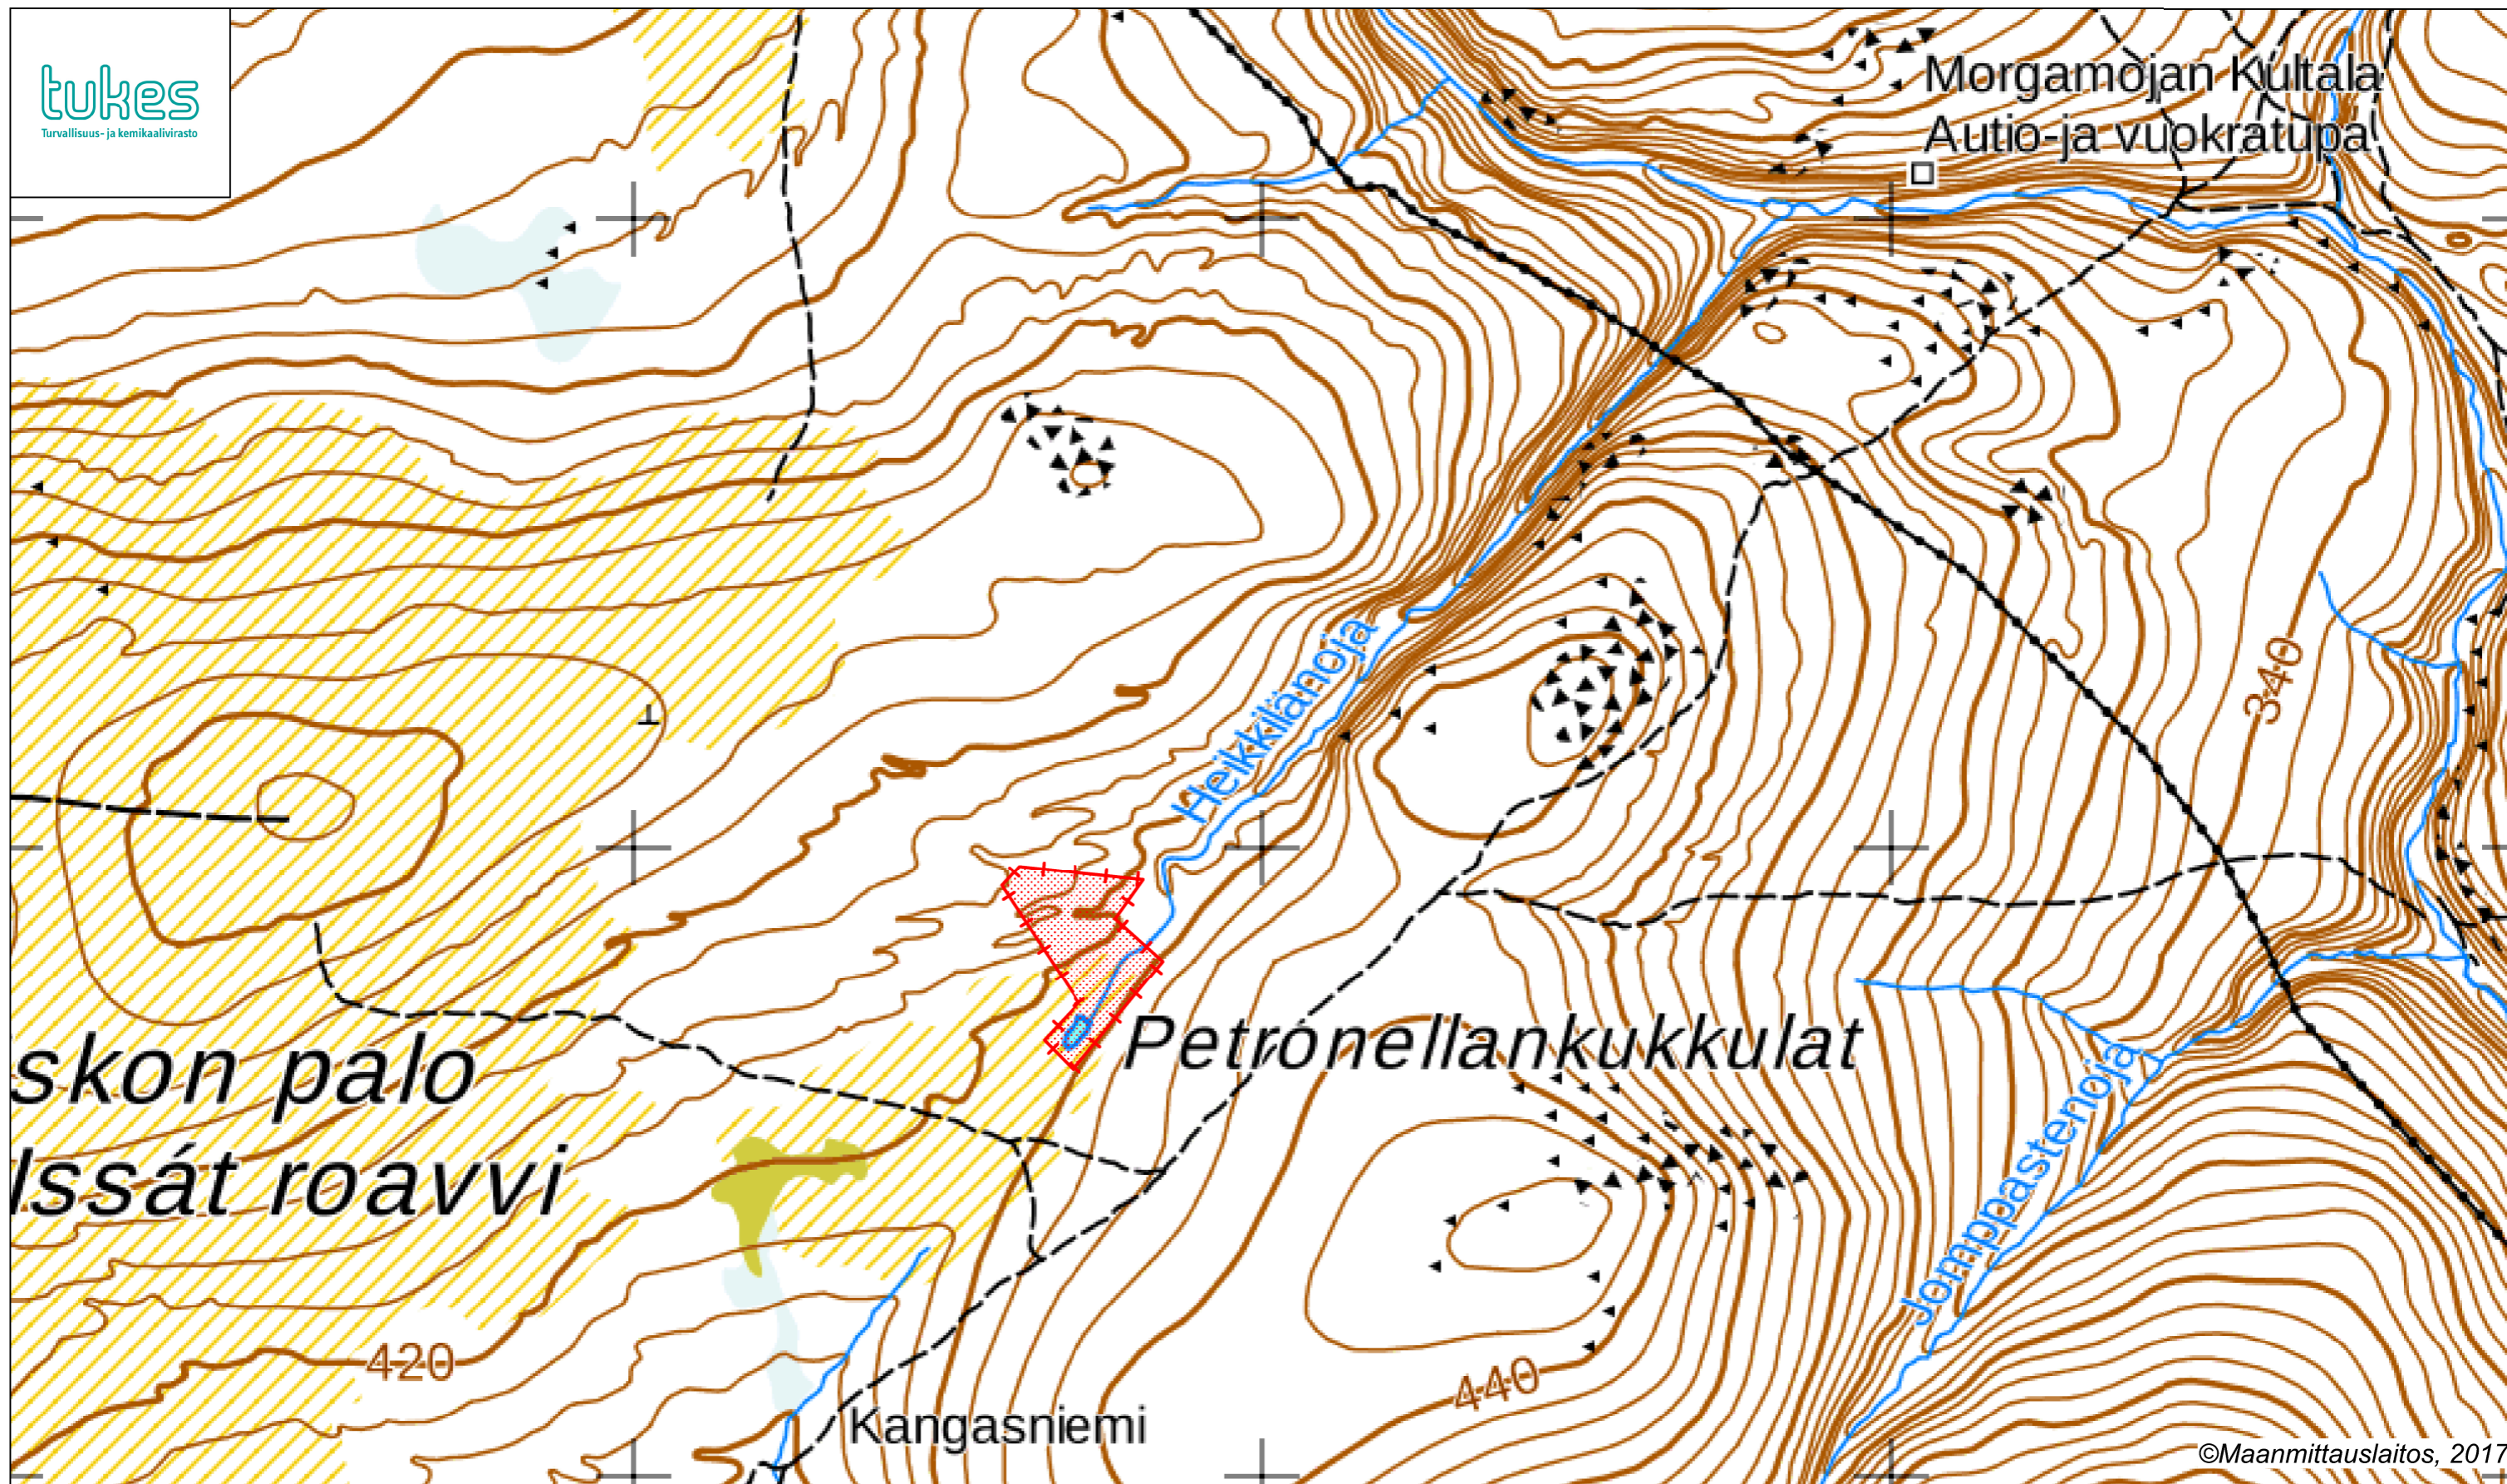 tukes
Turvallisuus- ja kemikaalivirasto
Morgamojan Kultala
Autio-ja vuokratupa
Heikkilänoja
340
Petronellankukkulat
skon palo
Issát roavvi
Jomppastenoja
420
440
Kangasniemi
©Maanmittauslaitos, 2017